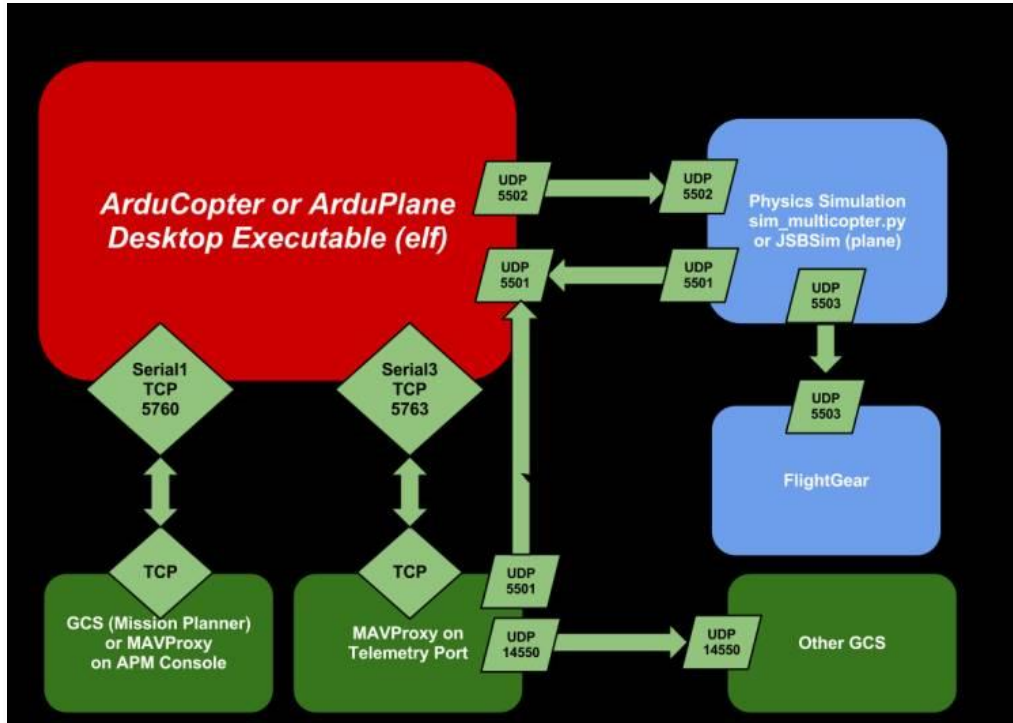 ArduCopter or ArduPlane
Desktop Executable (elf)
UDP
5502
UDP
5502
Physics Simulation
sim_multicopter.py
or JSBSim (plane)
UDP
5501
UDP
5501
UDP
5503
Serial1
TCP
5760
Serial3
TCP
5763
UDP
5503
FlightGear
TCP
TCP
UDP
5501
GCS (Mission Planner)
or MAVProxy
on APM Console
MAVProxy on
Telemetry Port
UDP
14550
UDP
14550
Other GCS